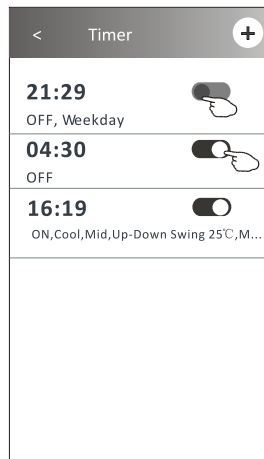 < Timer +
21:29
OFF, Weekday
04:30
OFF
16:19
ON,Cool,Mid,Up-Down Swing 25℃,M...